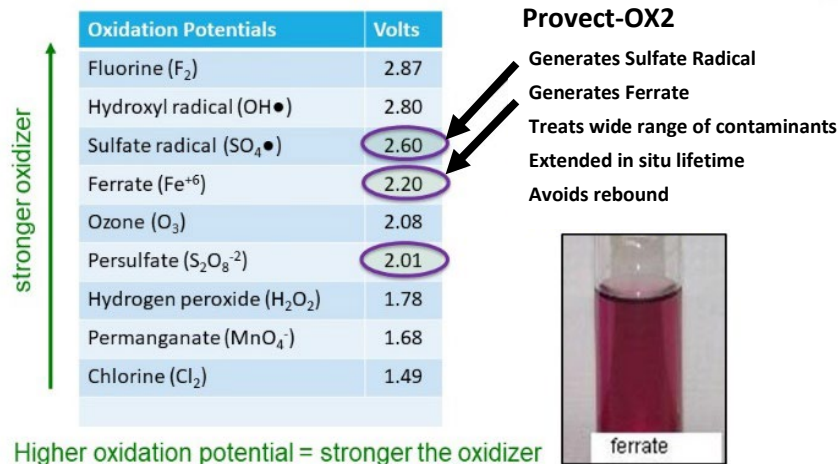 Oxidation Potentials Volts
Fluorine (F₂) 2.87
Hydroxyl radical (OH●) 2.80
Sulfate radical (SO₄●) 2.60
Ferrate (Fe⁺⁶) 2.20
Ozone (O₃) 2.08
Persulfate (S₂O₈⁻²) 2.01
Hydrogen peroxide (H₂O₂) 1.78
Permanganate (MnO₄⁻) 1.68
Chlorine (Cl₂) 1.49
stronger oxidizer
Higher oxidation potential = stronger the oxidizer
Provect-OX2
Generates Sulfate Radical
Generates Ferrate
Treats wide range of contaminants
Extended in situ lifetime
Avoids rebound
ferrate